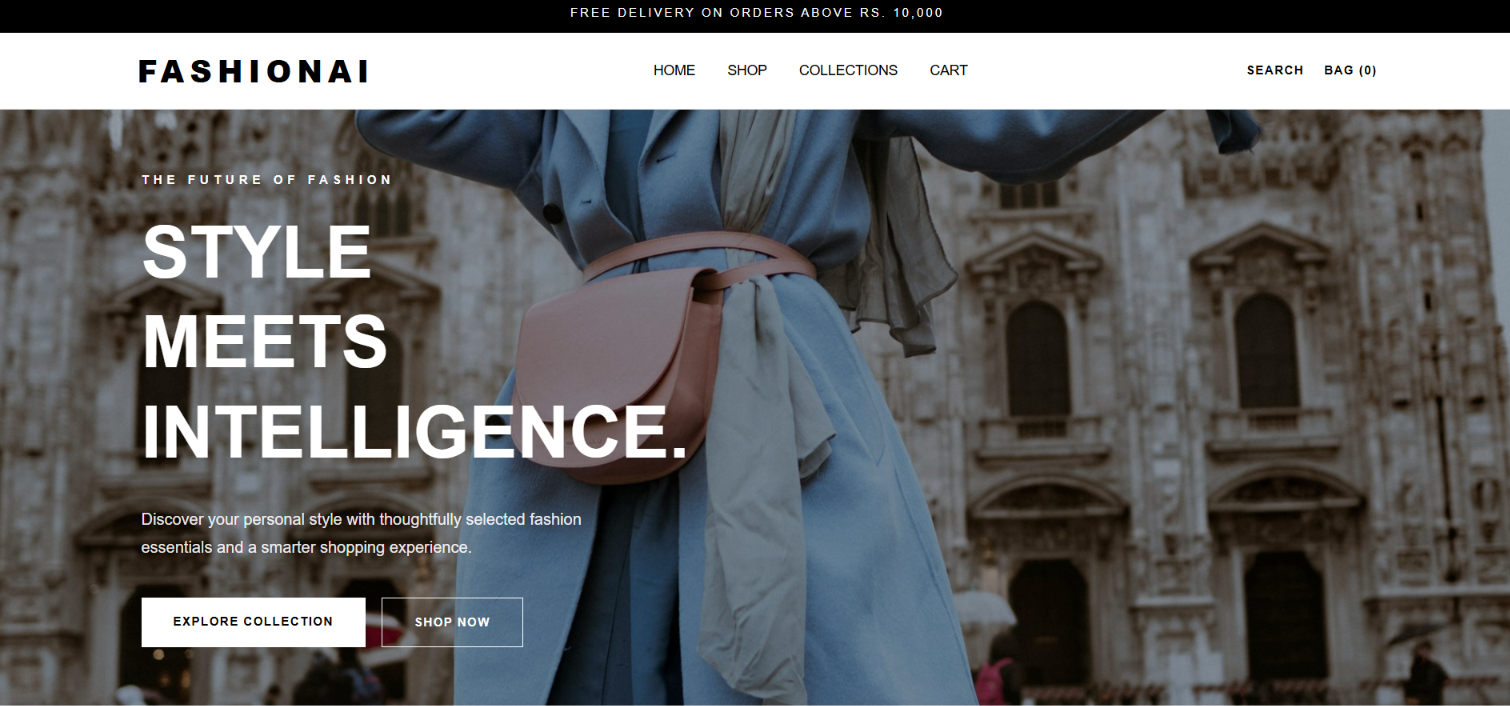 FREE DELIVERY ON ORDERS ABOVE RS. 10,000
FASHIONAI
HOME SHOP COLLECTIONS CART
SEARCH BAG (0)
THE FUTURE OF FASHION
STYLE
MEETS
INTELLIGENCE.
Discover your personal style with thoughtfully selected fashion
essentials and a smarter shopping experience.
EXPLORE COLLECTION SHOP NOW